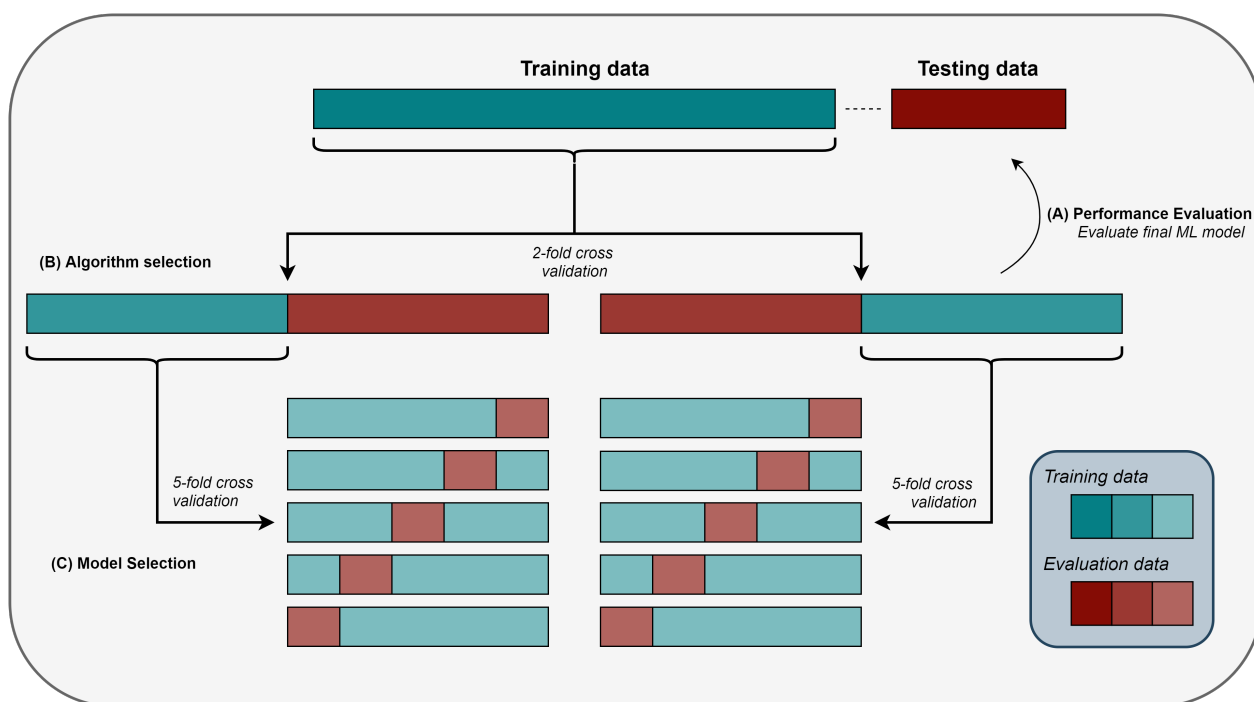 Training data
Testing data
(A) Performance Evaluation
Evaluate final ML model
2-fold cross
validation
(B) Algorithm selection
5-fold cross
validation
5-fold cross
validation
(C) Model Selection
Training data
Evaluation data